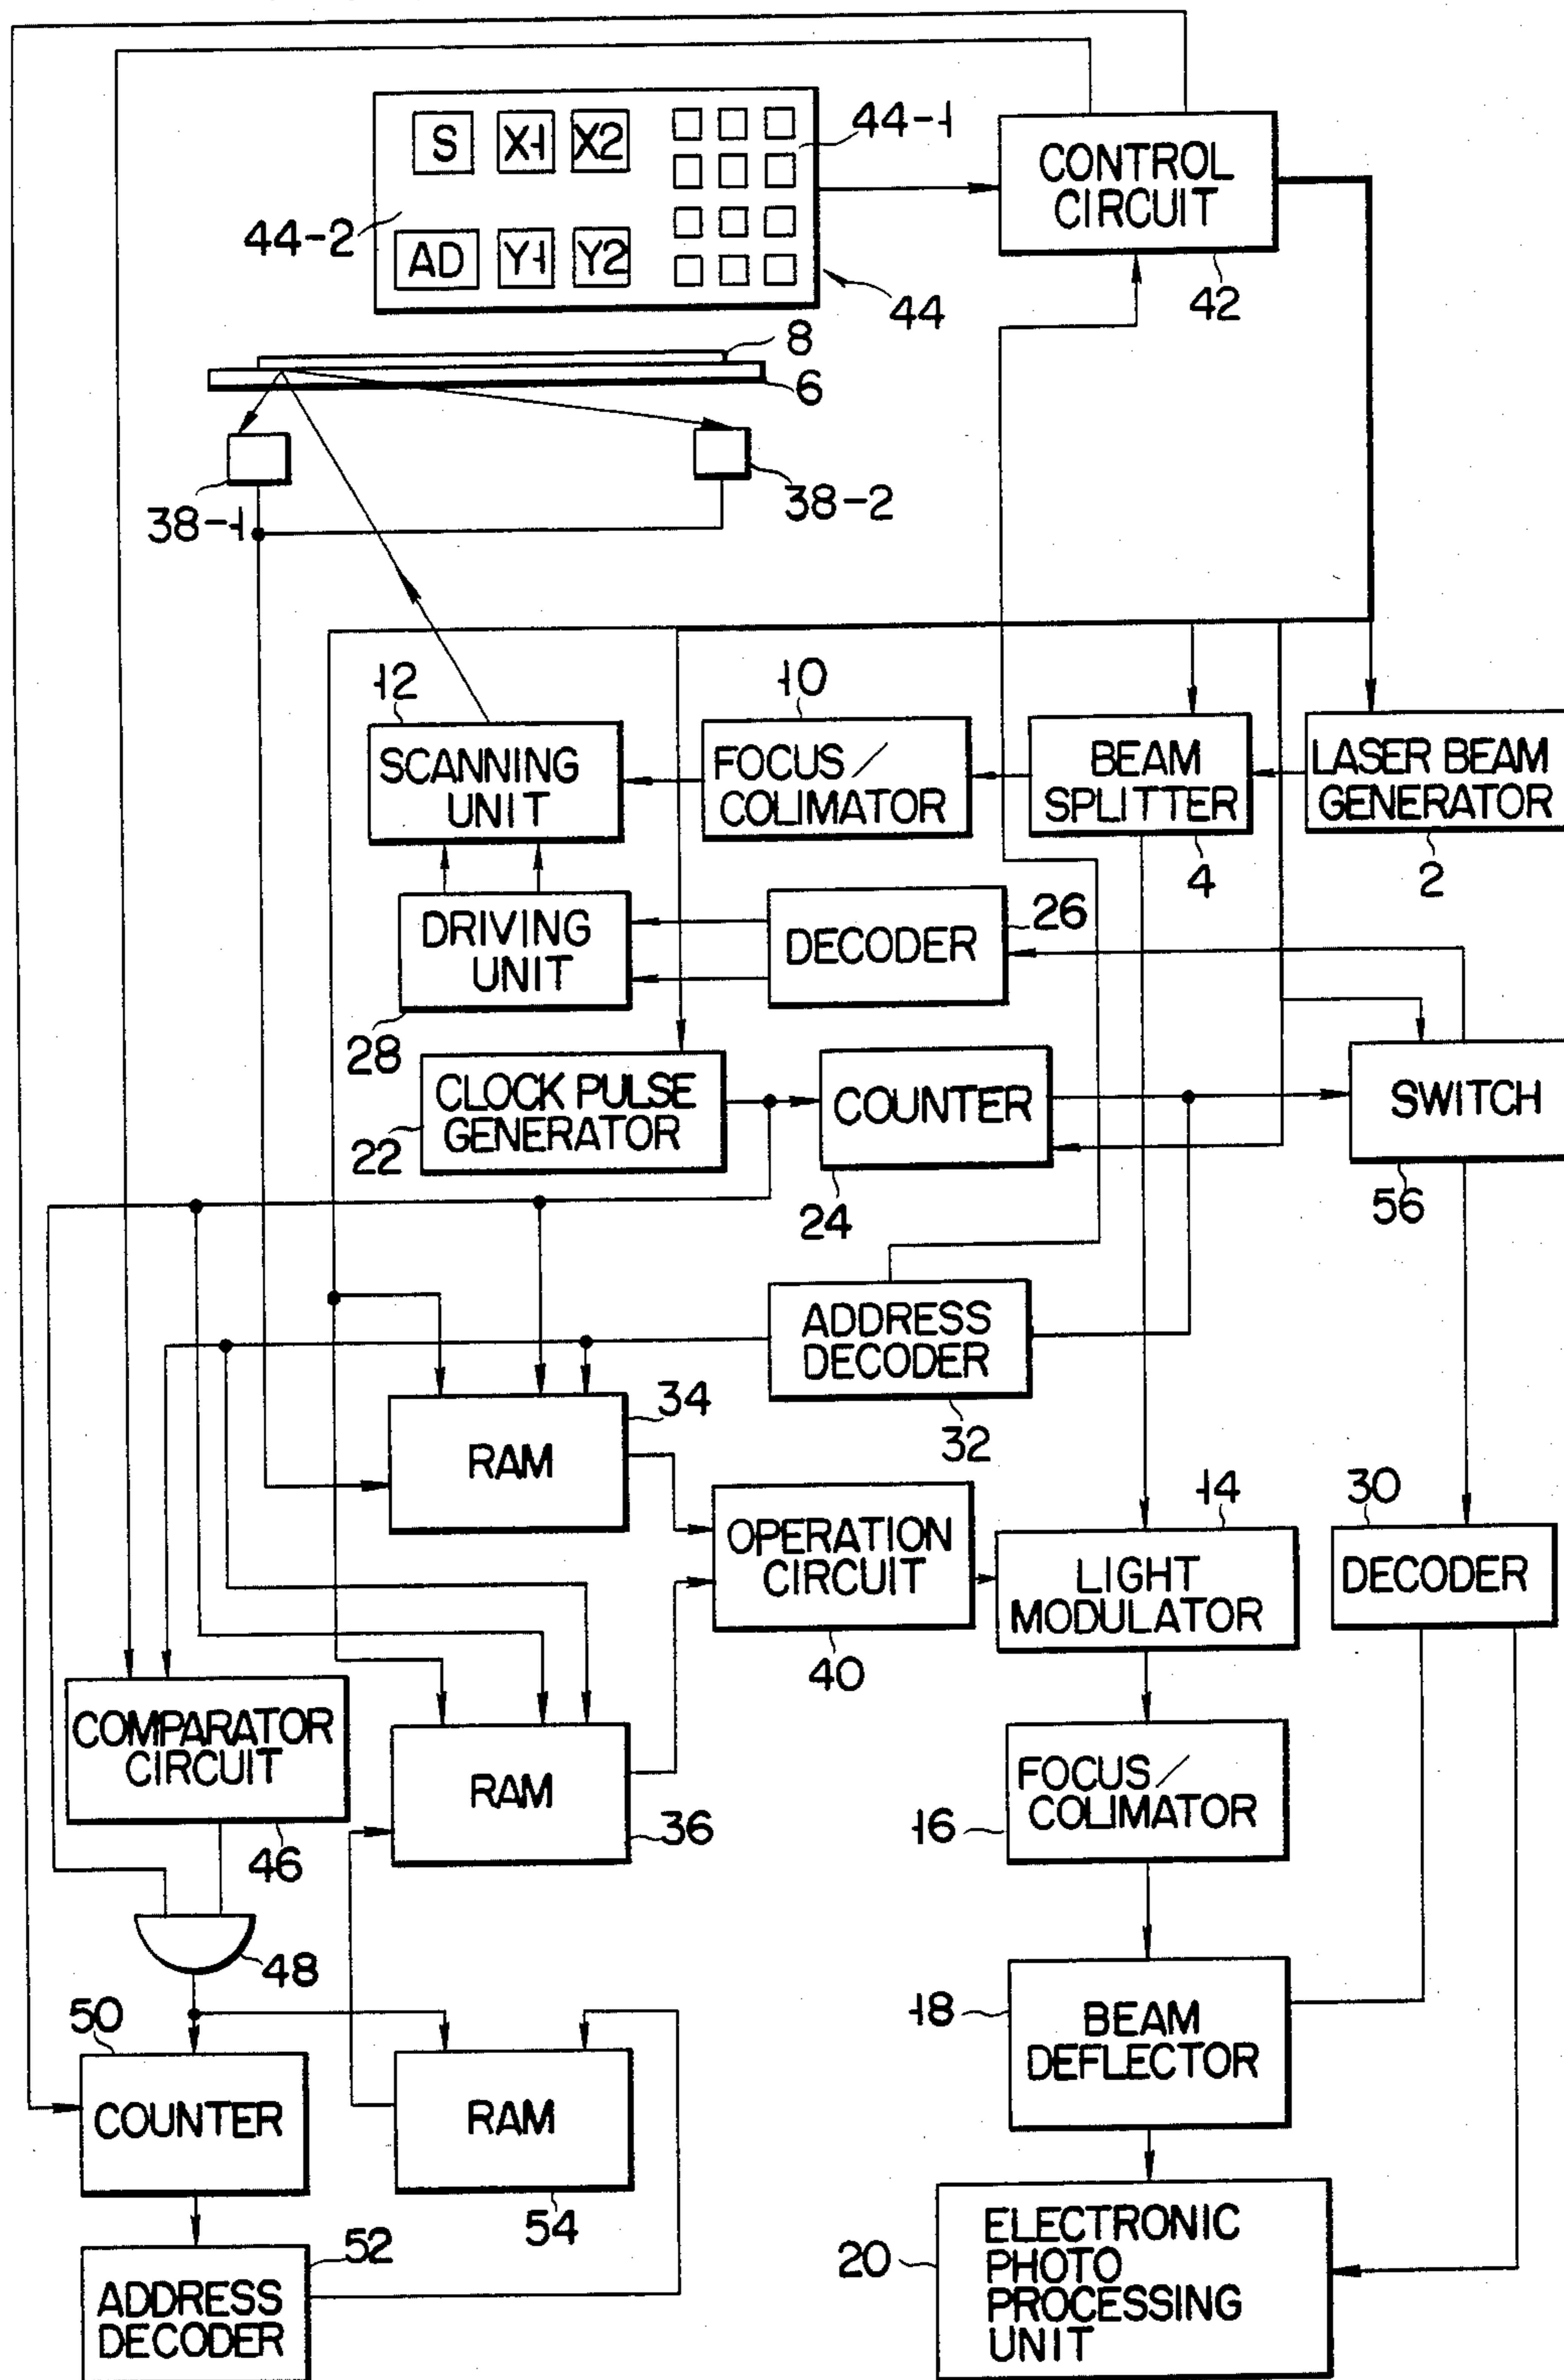 S X1 X2
44-1
CONTROL
CIRCUIT
44-2
AD Y1 Y2
44
42
8
6
38-1
38-2
12
10
SCANNING
UNIT
FOCUS/
COLIMATOR
BEAM
SPLITTER
LASER BEAM
GENERATOR
4
2
DRIVING
UNIT
DECODER
26
28
CLOCK PULSE
GENERATOR
COUNTER
SWITCH
22
24
56
ADDRESS
DECODER
34
32
RAM
14
30
OPERATION
CIRCUIT
LIGHT
MODULATOR
DECODER
40
COMPARATOR
CIRCUIT
RAM
FOCUS/
COLIMATOR
46
36
16
48
50
18
BEAM
DEFLECTOR
COUNTER
RAM
54
52
20
ELECTRONIC
PHOTO
PROCESSING
UNIT
ADDRESS
DECODER